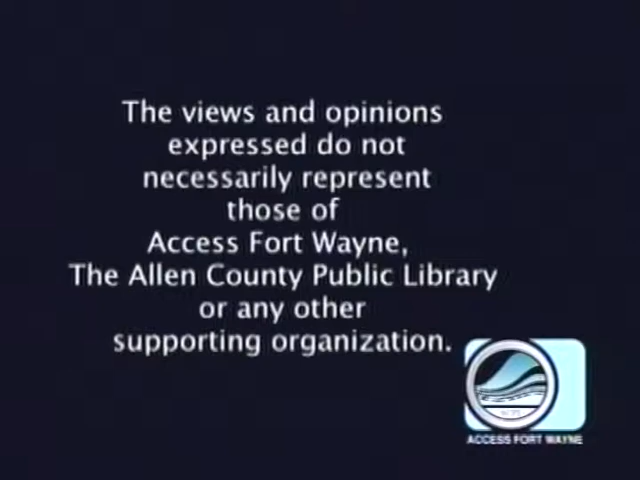 The views and opinions
expressed do not
necessarily represent
those of
Access Fort Wayne,
The Allen County Public Library
or any other
supporting organization.
ACCESS FORT WAYNE